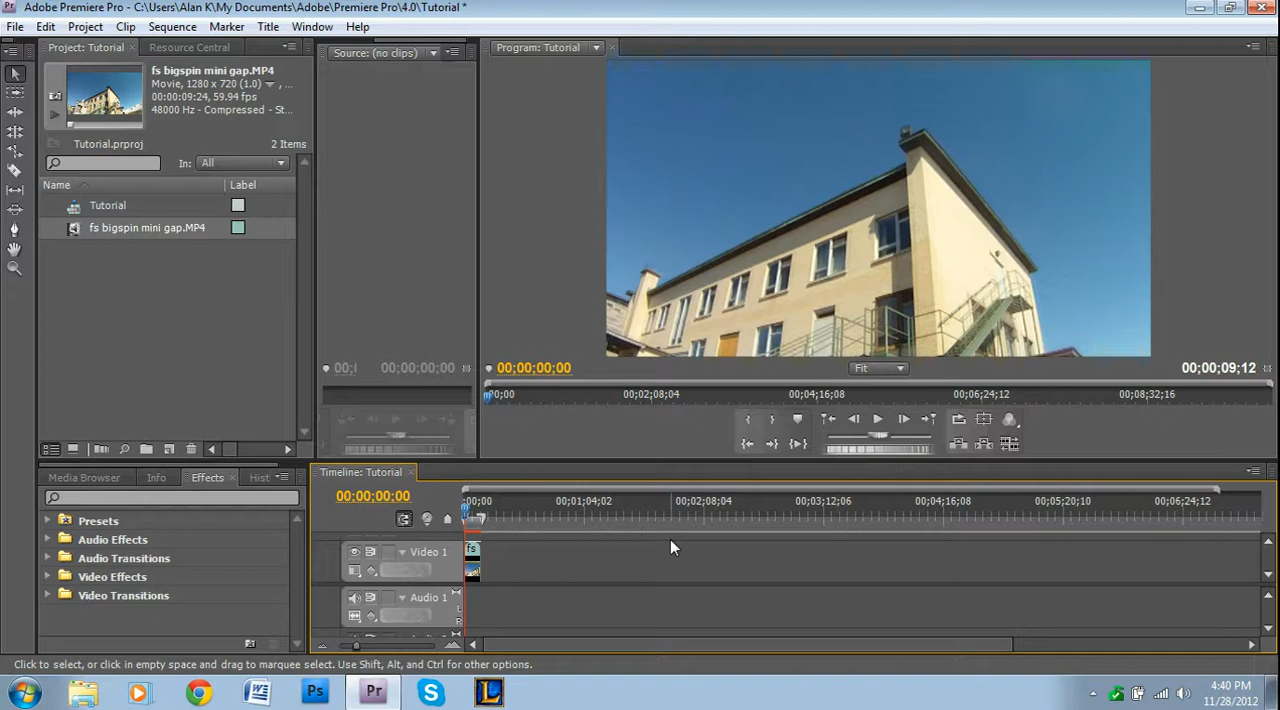 Pr Adobe Premiere Pro - C:\Users\Alan K\My Documents\Adobe\Premiere Pro\4.0\Tutorial *
File Edit Project Clip Sequence Marker Title Window Help
Project: Tutorial Resource Central
Source: (no clips)
Program: Tutorial
fs bigspin mini gap.MP4
Movie, 1280 x 720 (1.0) , ...
00:00:09:24, 59.94 fps
48000 Hz - Compressed - St...
Tutorial.prproj 2 Items
In: All
Name Label
Tutorial
fs bigspin mini gap.MP4
00;( 00;00;00;00
00;00;00;00 Fit 00;00;09;12
00;00 00;02;08;04 00;04;16;08 00;06;24;12 00;08;32;16
Media Browser Info Effects Hist
Presets
Audio Effects
Audio Transitions
Video Effects
Video Transitions
Timeline: Tutorial
00;00;00;00
;00;00 00;01;04;02 00;02;08;04 00;03;12;06 00;04;16;08 00;05;20;10 00;06;24;12
Video 1 fs
Audio 1 L
R
Click to select, or click in empty space and drag to marquee select. Use Shift, Alt, and Ctrl for other options.
W Ps Pr S L
4:40 PM
11/28/2012